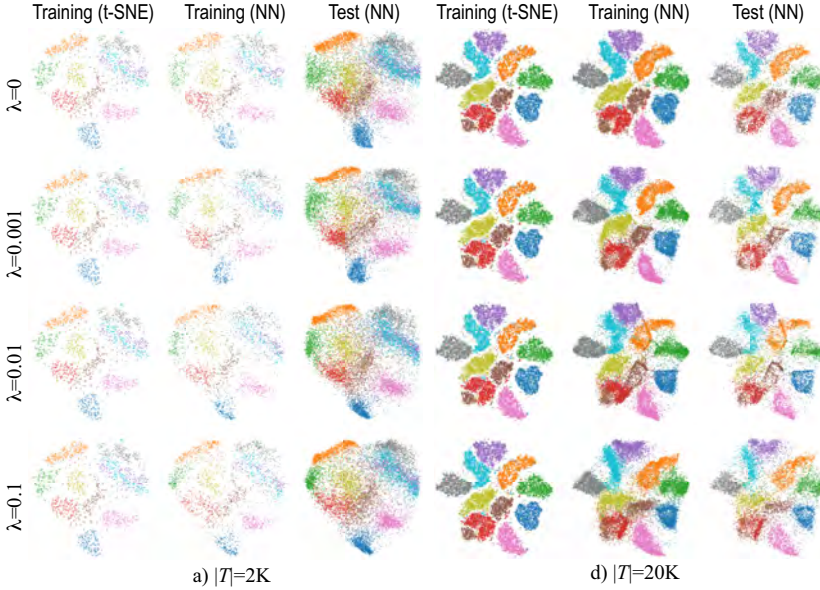 Training (t-SNE) Training (NN) Test (NN) Training (t-SNE) Training (NN) Test (NN)
λ=0
λ=0.001
λ=0.01
λ=0.1
a) |T|=2K d) |T|=20K